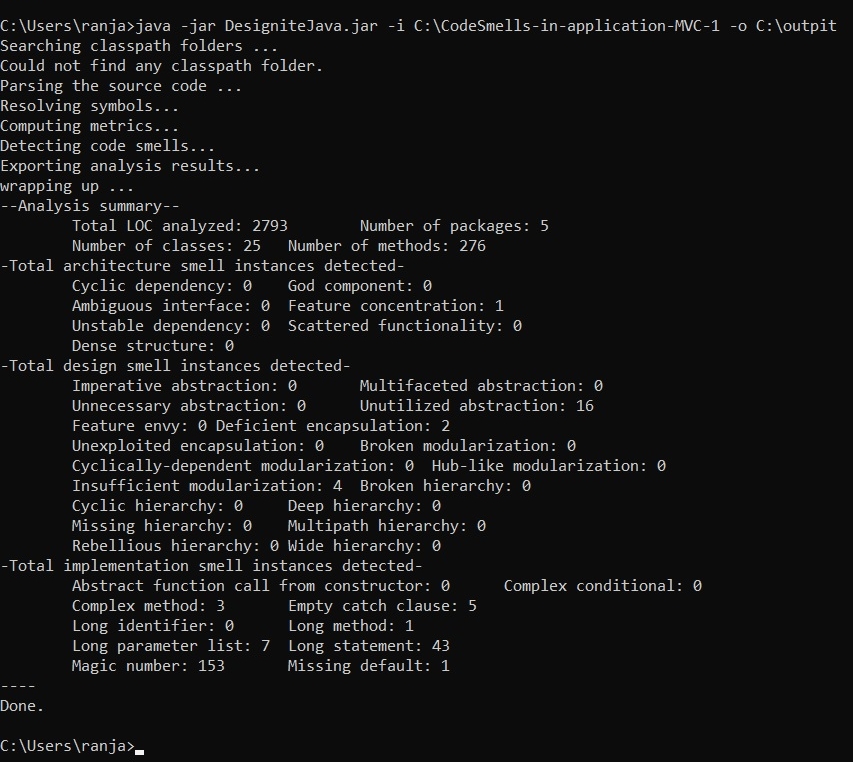 C:\Users\ranja>java -jar DesigniteJava.jar -i C:\CodeSmells-in-application-MVC-1 -o C:\outpit
Searching classpath folders ...
Could not find any classpath folder.
Parsing the source code ...
Resolving symbols...
Computing metrics...
Detecting code smells...
Exporting analysis results...
wrapping up ...
--Analysis summary--
        Total LOC analyzed: 2793        Number of packages: 5
        Number of classes: 25   Number of methods: 276
-Total architecture smell instances detected-
        Cyclic dependency: 0    God component: 0
        Ambiguous interface: 0  Feature concentration: 1
        Unstable dependency: 0  Scattered functionality: 0
        Dense structure: 0
-Total design smell instances detected-
        Imperative abstraction: 0       Multifaceted abstraction: 0
        Unnecessary abstraction: 0      Unutilized abstraction: 16
        Feature envy: 0 Deficient encapsulation: 2
        Unexploited encapsulation: 0    Broken modularization: 0
        Cyclically-dependent modularization: 0  Hub-like modularization: 0
        Insufficient modularization: 4  Broken hierarchy: 0
        Cyclic hierarchy: 0     Deep hierarchy: 0
        Missing hierarchy: 0    Multipath hierarchy: 0
        Rebellious hierarchy: 0 Wide hierarchy: 0
-Total implementation smell instances detected-
        Abstract function call from constructor: 0      Complex conditional: 0
        Complex method: 3       Empty catch clause: 5
        Long identifier: 0      Long method: 1
        Long parameter list: 7  Long statement: 43
        Magic number: 153       Missing default: 1
----
Done.
C:\Users\ranja>